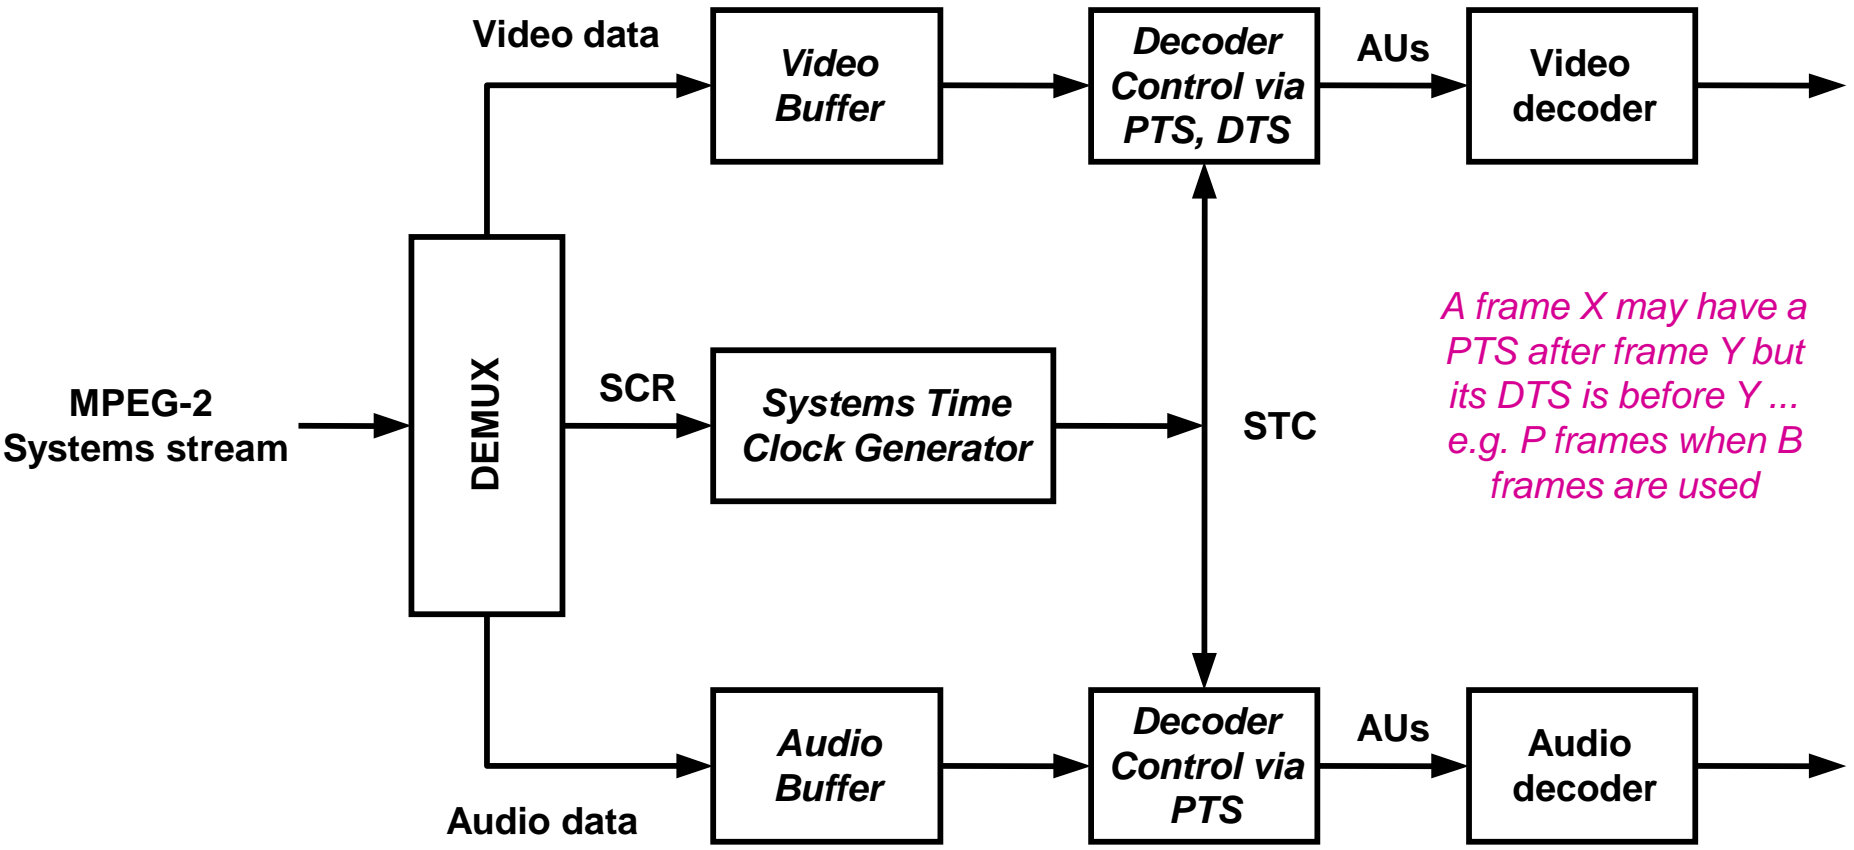 Video data
Video
Buffer
Decoder
Control via
PTS, DTS
AUs
Video
decoder
MPEG-2
Systems stream
DEMUX
SCR
Systems Time
Clock Generator
STC
A frame X may have a
PTS after frame Y but
its DTS is before Y ...
e.g. P frames when B
frames are used
Audio data
Audio
Buffer
Decoder
Control via
PTS
AUs
Audio
decoder